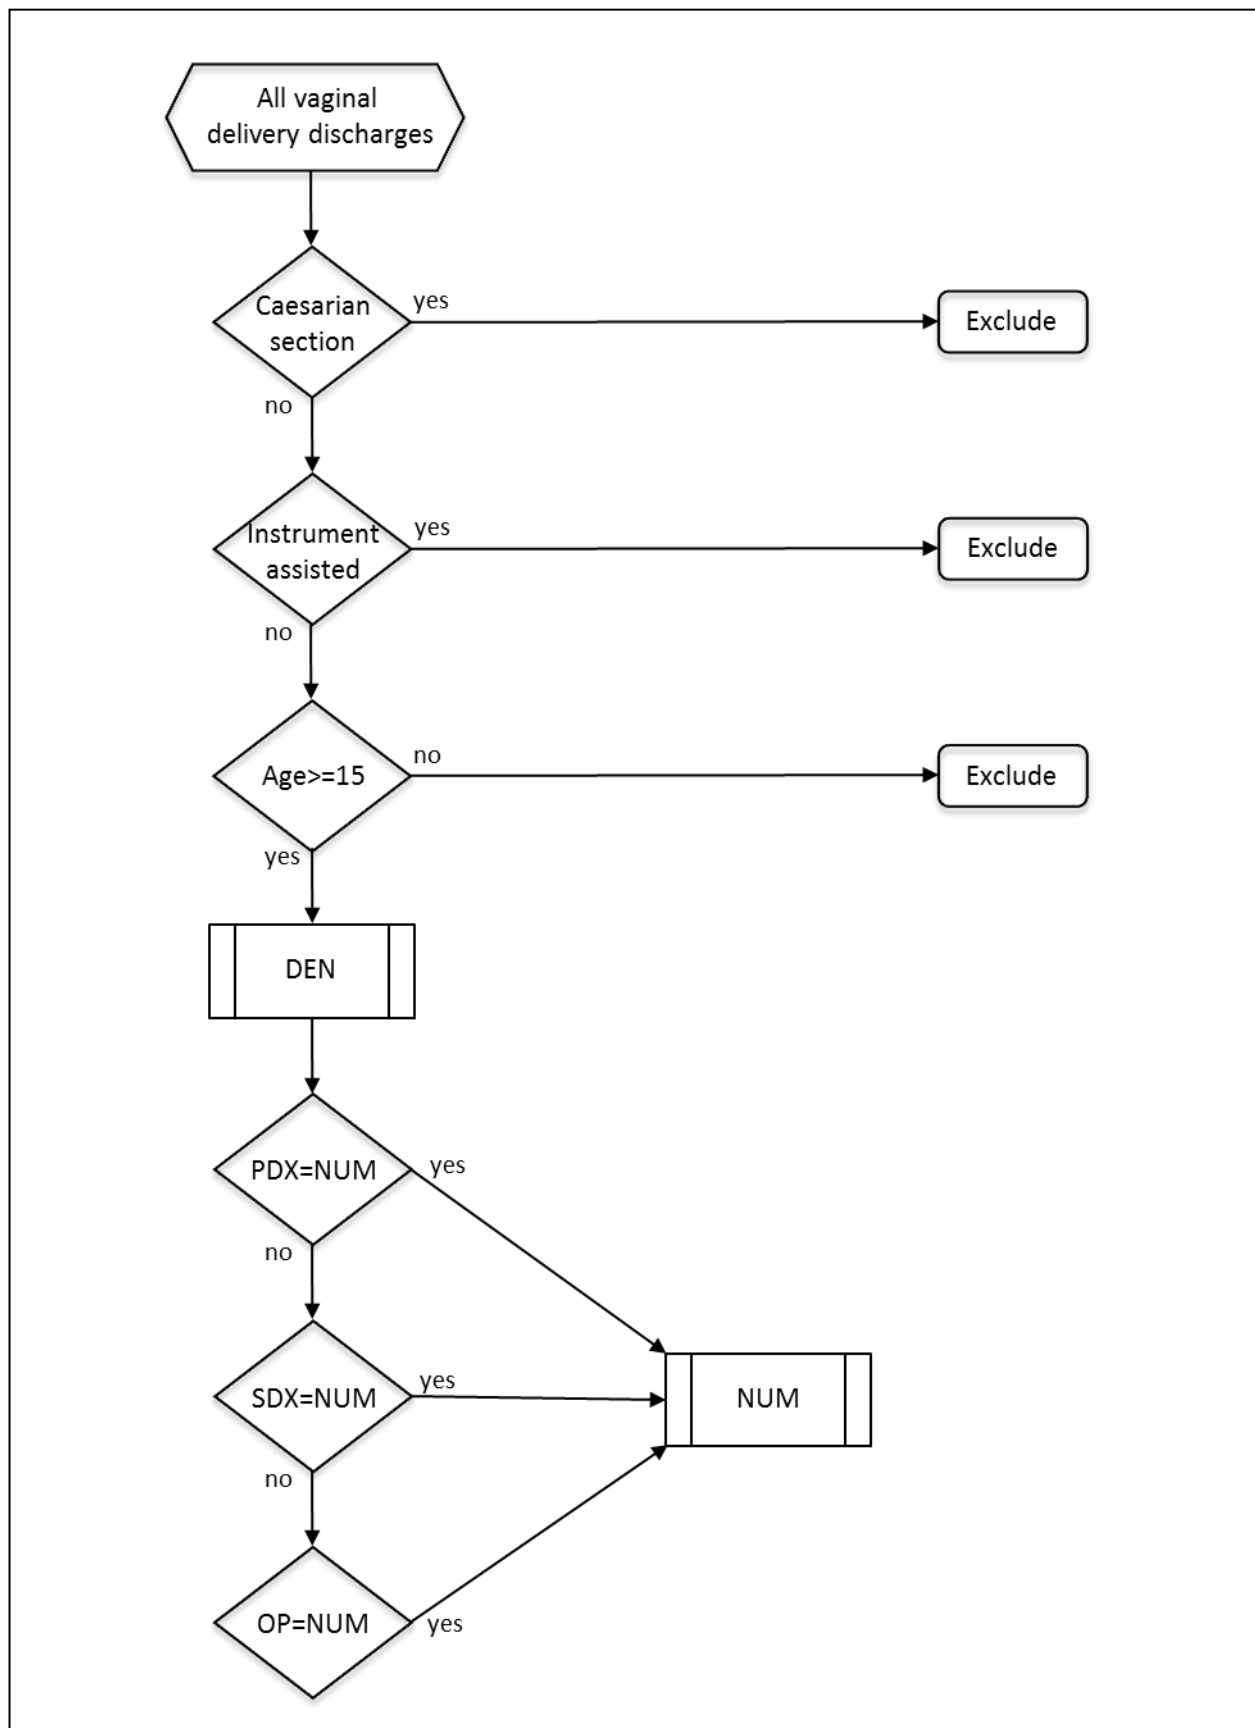 All vaginal
delivery discharges
Caesarian
section
yes
Exclude
no
Instrument
assisted
yes
Exclude
no
Age>=15
no
Exclude
yes
DEN
PDX=NUM
yes
no
SDX=NUM
yes
NUM
no
OP=NUM
yes